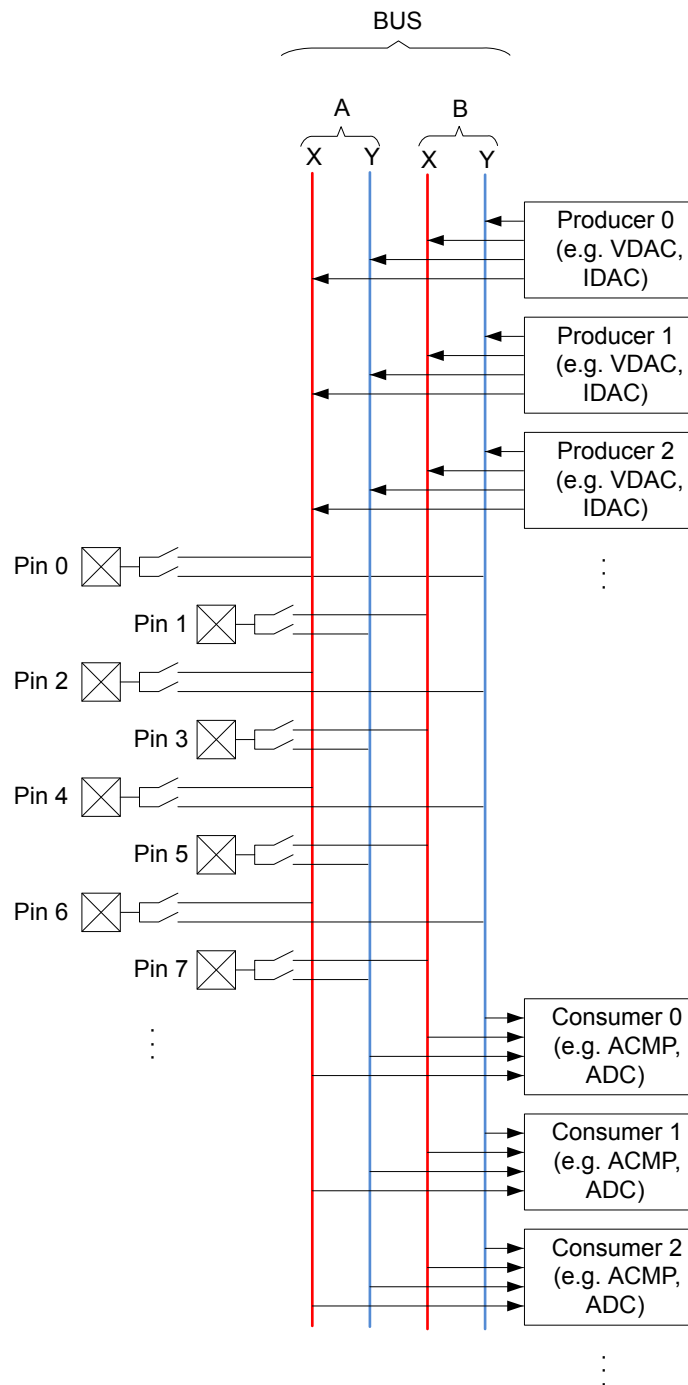 BUS
A
B
X
Y
X
Y
Producer 0
(e.g. VDAC,
IDAC)
Producer 1
(e.g. VDAC,
IDAC)
Producer 2
(e.g. VDAC,
IDAC)
Pin 0
Pin 1
Pin 2
Pin 3
Pin 4
Pin 5
Pin 6
Pin 7
Consumer 0
(e.g. ACMP,
ADC)
Consumer 1
(e.g. ACMP,
ADC)
Consumer 2
(e.g. ACMP,
ADC)